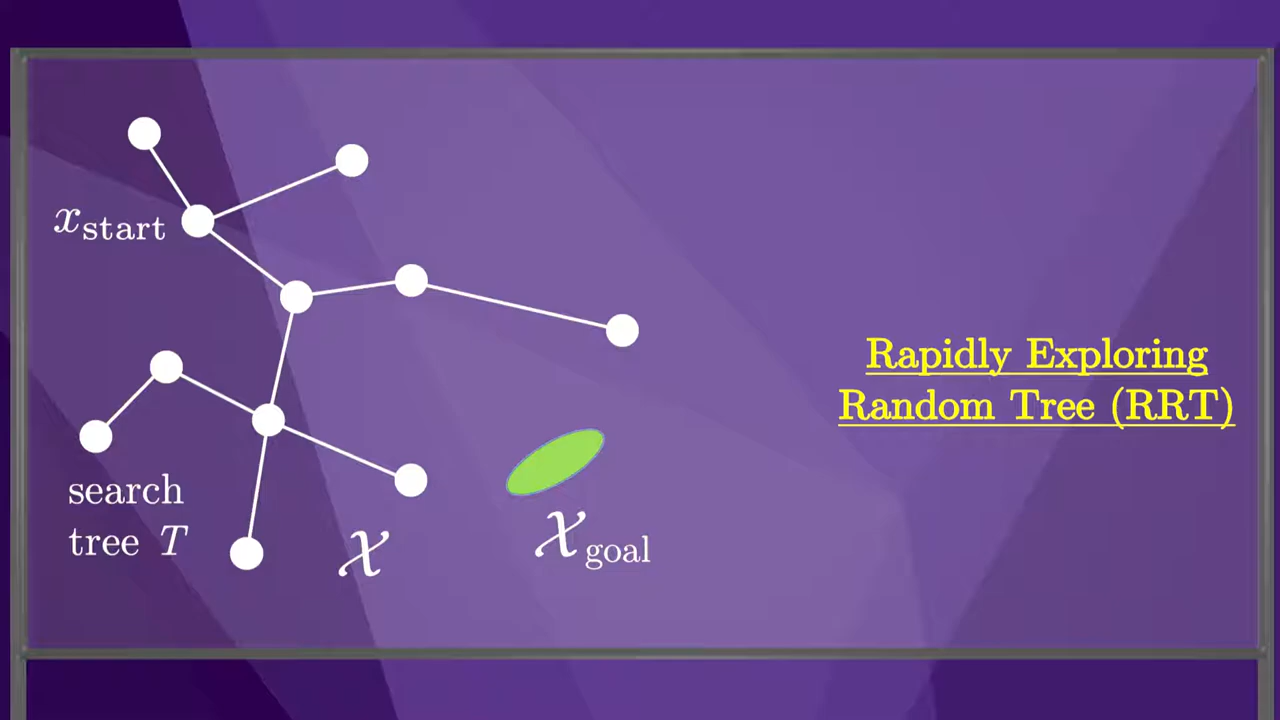 x_start
search
tree T
𝒳
𝒳_goal
Rapidly Exploring
Random Tree (RRT)